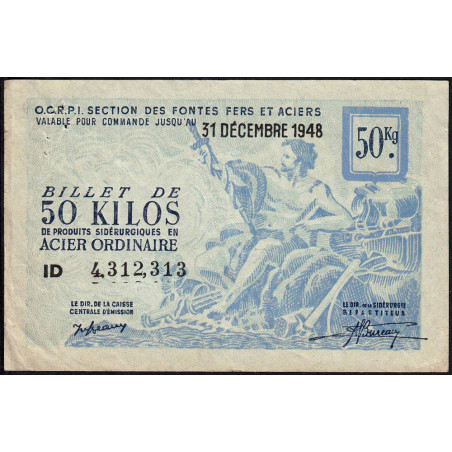 O.C.R.P.I. SECTION DES FONTES FERS ET ACIERS
VALABLE POUR COMMANDE JUSQU'AU 31 DÉCEMBRE 1948
50Kg.
BILLET DE
50 KILOS
DE PRODUITS SIDÉRURGIQUES EN
ACIER ORDINAIRE
ID 4,312,313
LE DIR. DE LA CAISSE
CENTRALE D'ÉMISSION
LE DIR. DE LA SIDÉRURGIE
RÉPARTITEUR